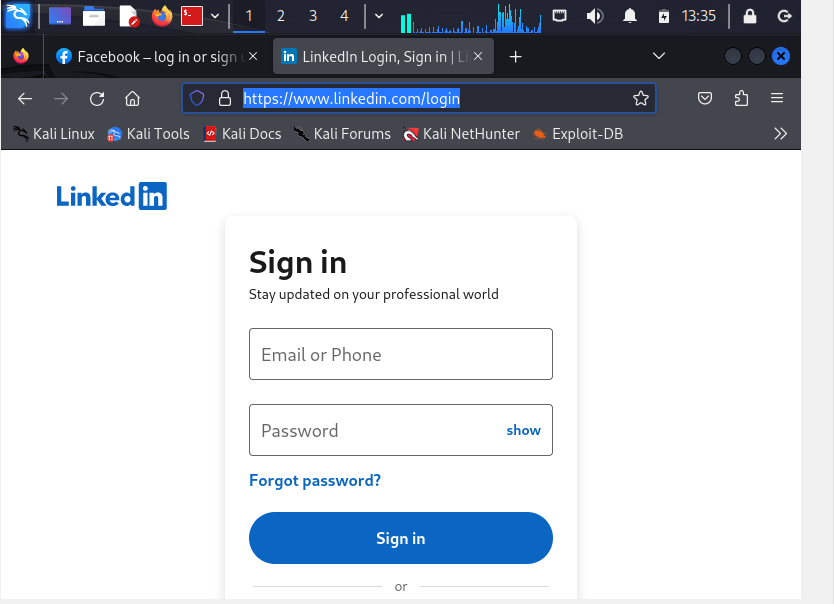 1 2 3 4 13:35
Facebook – log in or sign u
LinkedIn Login, Sign in | Li
https://www.linkedin.com/login
Kali Linux Kali Tools Kali Docs Kali Forums Kali NetHunter Exploit-DB
Linked in
Sign in
Stay updated on your professional world
Email or Phone
Password show
Forgot password?
Sign in
or